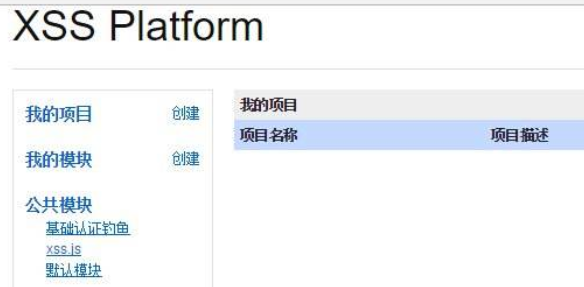 XSS Platform
我的项目 创建
我的模块 创建
公共模块
基础认证钓鱼
xss.js
默认模块
我的项目
项目名称 项目描述